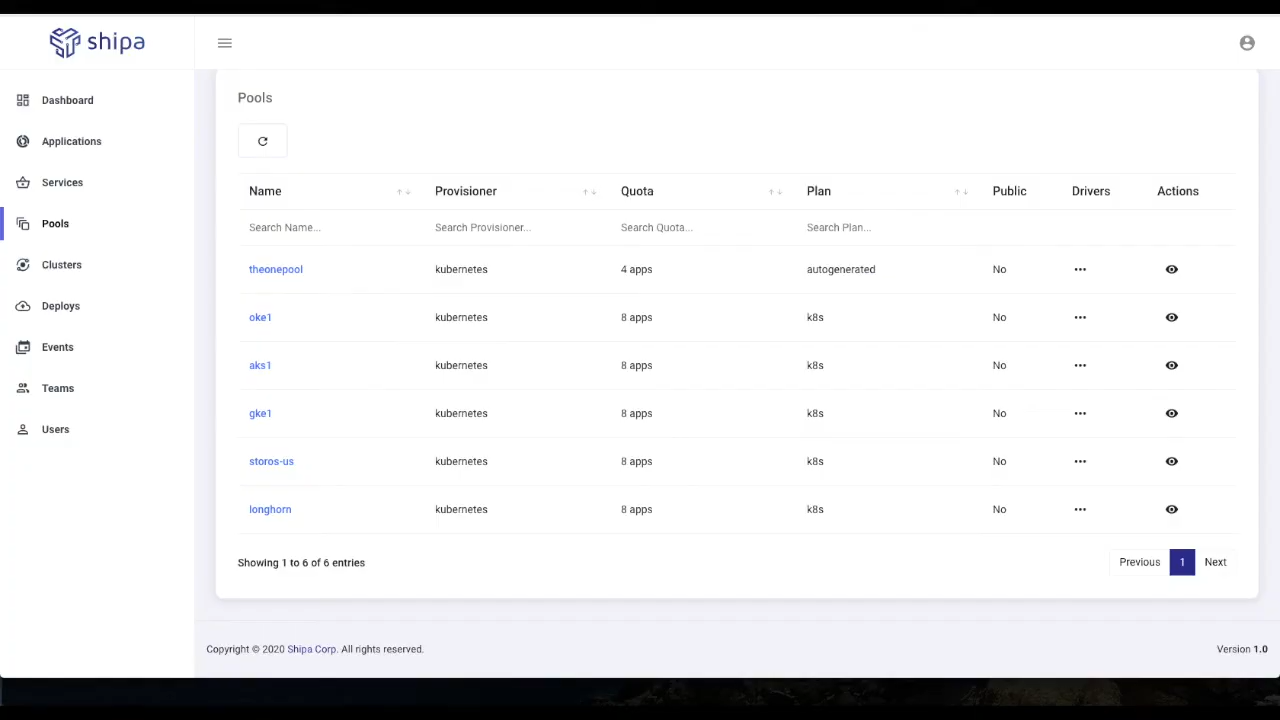 shipa
Dashboard
Applications
Services
Pools
Clusters
Deploys
Events
Teams
Users
Pools
Name Provisioner Quota Plan Public Drivers Actions
Search Name... Search Provisioner... Search Quota... Search Plan...
theonepool kubernetes 4 apps autogenerated No
oke1 kubernetes 8 apps k8s No
aks1 kubernetes 8 apps k8s No
gke1 kubernetes 8 apps k8s No
storos-us kubernetes 8 apps k8s No
longhorn kubernetes 8 apps k8s No
Showing 1 to 6 of 6 entries Previous 1 Next
Copyright © 2020 Shipa Corp. All rights reserved. Version 1.0